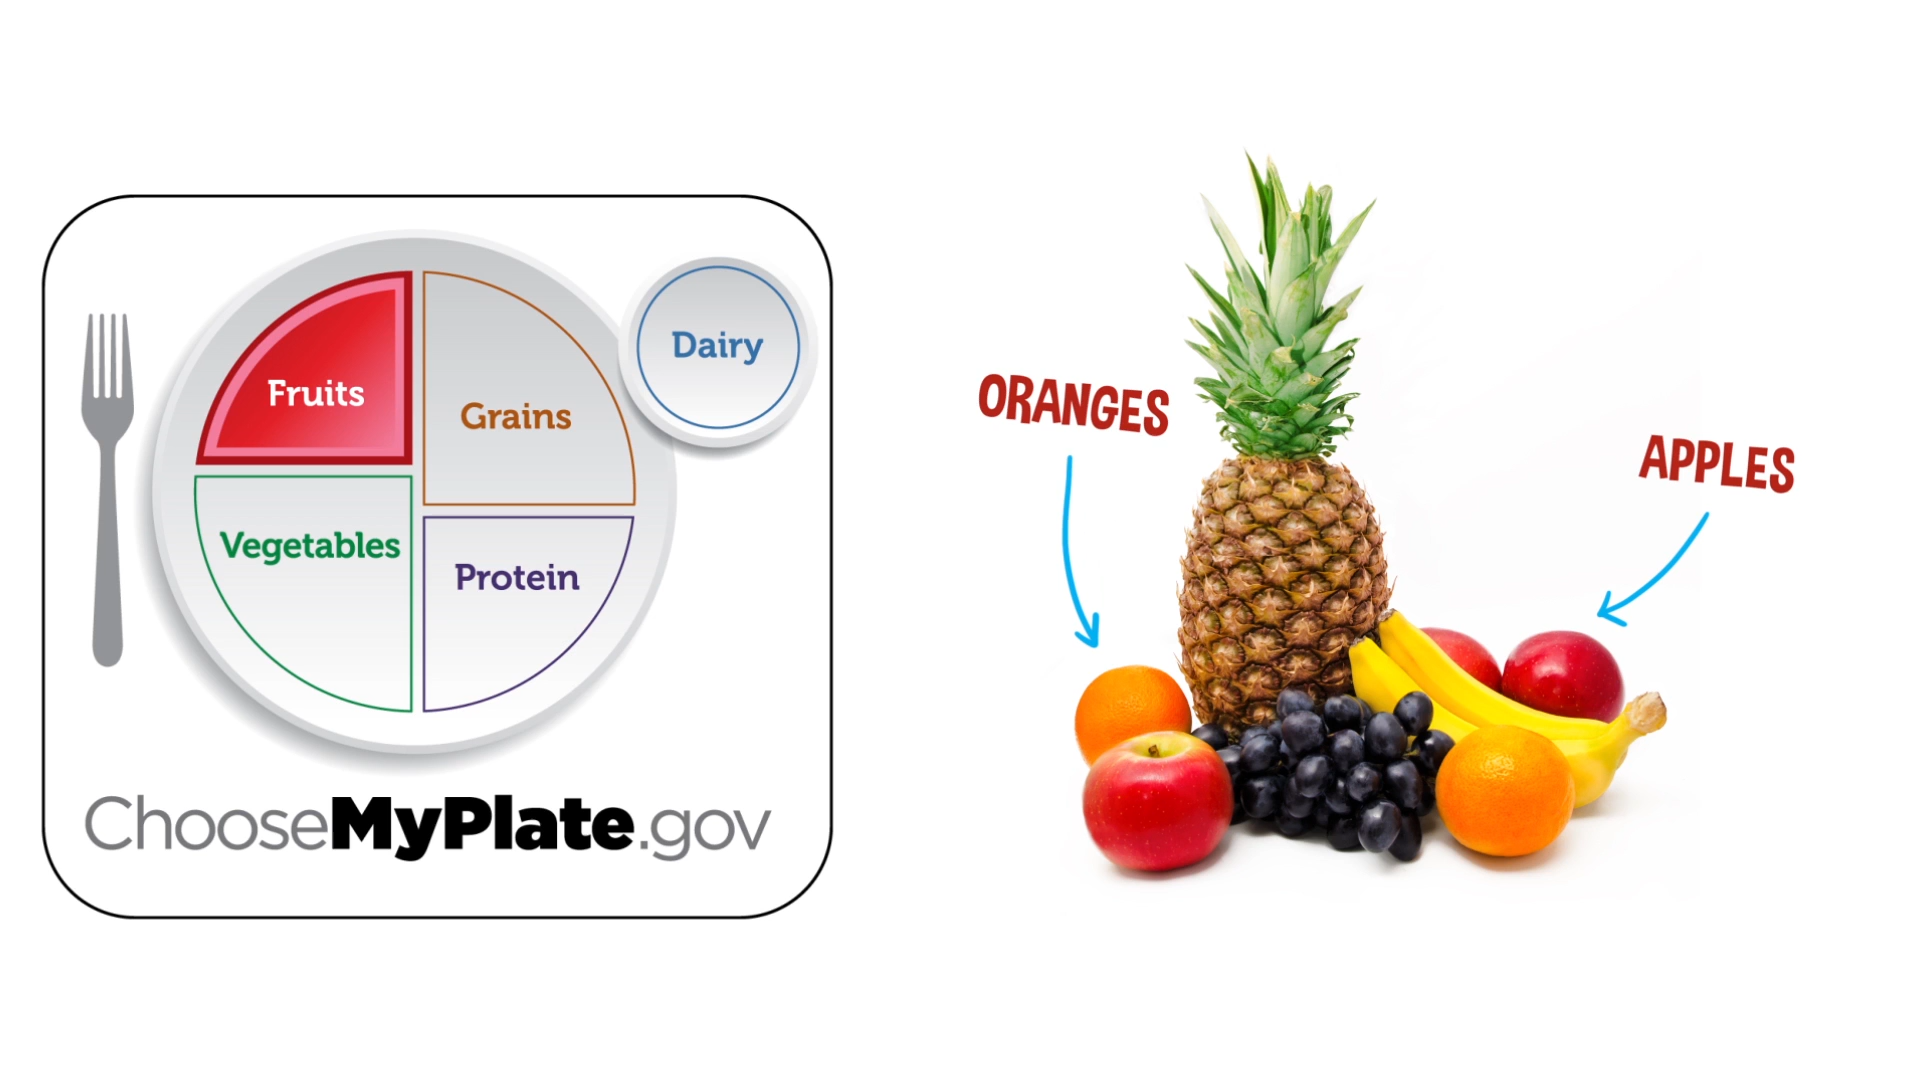 Fruits
Grains
Dairy
Vegetables
Protein
ChooseMyPlate.gov
ORANGES
APPLES